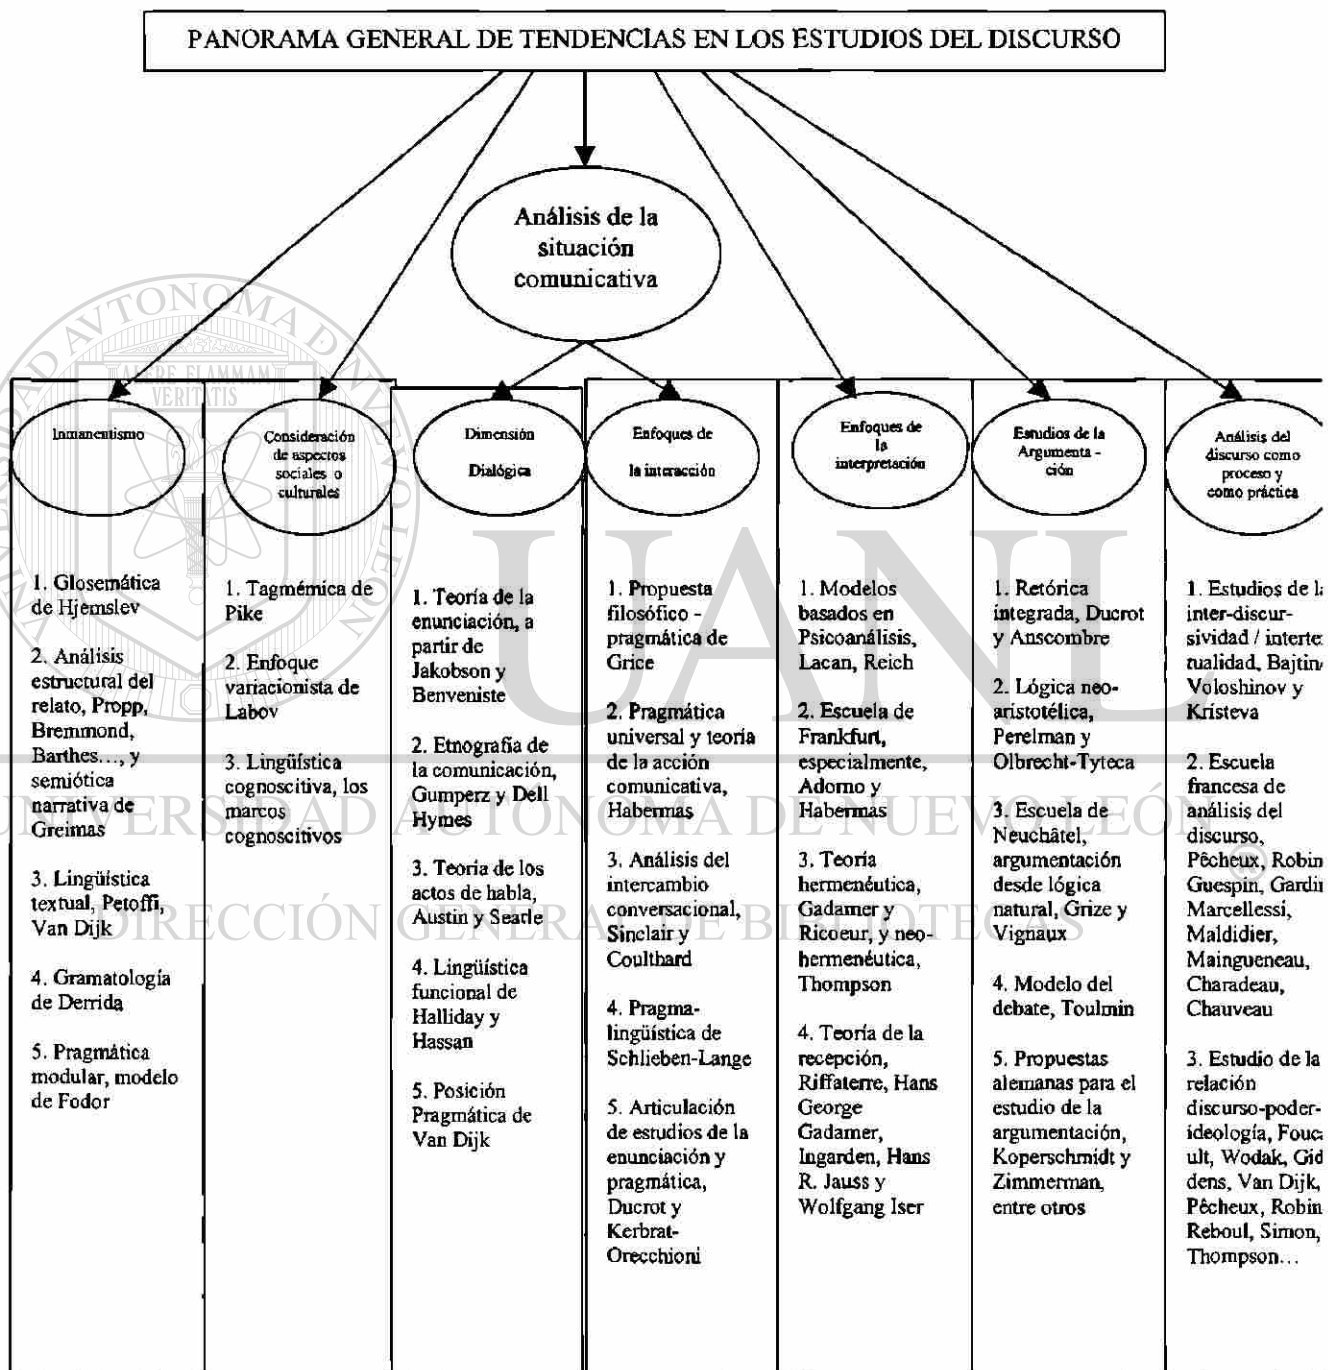 PANORAMA GENERAL DE TENDENCIAS EN LOS ESTUDIOS DEL DISCURSO
Análisis de la
situación
comunicativa
Inmanentismo
1. Glosemática
de Hjemslev
2. Análisis
estructural del
relato, Propp,
Bremmond,
Barthes..., y
semiótica
narrativa de
Greimas
3. Lingüística
textual, Petoffi,
Van Dijk
4. Gramatología
de Derrida
5. Pragmática
modular, modelo
de Fodor
Consideración
de aspectos
sociales o
culturales
1. Tagmémica de
Pike
2. Enfoque
variacionista de
Labov
3. Lingüística
cognoscitiva, los
marcos
cognoscitivos
Dimensión
Dialógica
1. Teoría de la
enunciación, a
partir de
Jakobson y
Benveniste
2. Etnografía de
la comunicación,
Gumperz y Dell
Hymes
3. Teoría de los
actos de habla,
Austin y Searle
4. Lingüística
funcional de
Halliday y
Hassan
5. Posición
Pragmática de
Van Dijk
Enfoques de
la interacción
1. Propuesta
filosófico -
pragmática de
Grice
2. Pragmática
universal y teoría
de la acción
comunicativa,
Habermas
3. Análisis del
intercambio
conversacional,
Sinclair y
Coulthard
4. Pragma-
lingüística de
Schlieben-Lange
5. Articulación
de estudios de la
enunciación y
pragmática,
Ducrot y
Kerbrat-
Orecchioni
Enfoques de
la
interpretación
1. Modelos
basados en
Psicoanálisis,
Lacan, Reich
2. Escuela de
Frankfurt,
especialmente,
Adorno y
Habermas
3. Teoría
hermenéutica,
Gadamer y
Ricoeur, y neo-
hermenéutica,
Thompson
4. Teoría de la
recepción,
Riffaterre, Hans
George
Gadamer,
Ingarden, Hans
R. Jauss y
Wolfgang Iser
Estudios de la
Argumenta -
ción
1. Retórica
integrada, Ducrot
y Anscombre
2. Lógica neo-
aristotélica,
Perelman y
Olbrecht-Tyteca
3. Escuela de
Neuchâtel,
argumentación
desde lógica
natural, Grize y
Vignaux
4. Modelo del
debate, Toulmin
5. Propuestas
alemanas para el
estudio de la
argumentación,
Koperschmidt y
Zimmerman,
entre otros
Análisis del
discurso como
proceso y
como práctica
1. Estudios de
inter-discur-
sividad / interte
tualidad, Bajtin
Voloshinov y
Kristeva
2. Escuela
francesa de
análisis del
discurso,
Pêcheux, Robin
Guespin, Gardi
Marcellessi,
Maldidier,
Maingueneau,
Charadeau,
Chauveau
3. Estudio de la
relación
discurso-poder-
ideología, Fouc
ult, Wodak, Gid
dens, Van Dijk,
Pêcheux, Robin
Reboul, Simon,
Thompson...
UANL
UNIVERSIDAD AUTÓNOMA DE NUEVO LEÓN
®
DIRECCIÓN GENERAL DE BIBLIOTECAS
ALERE FLAMMAM
VERITATIS